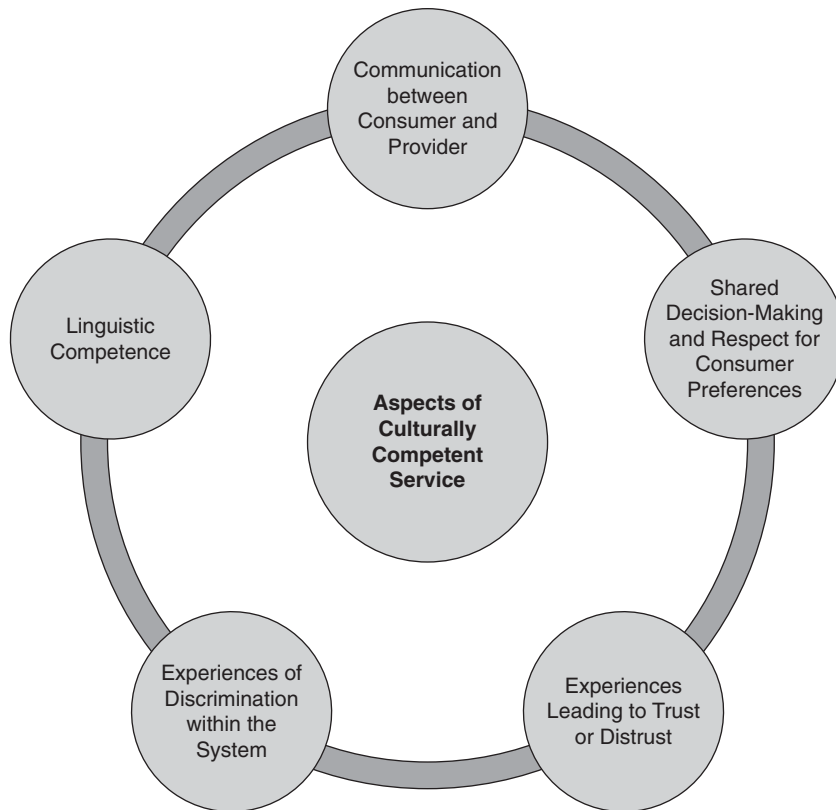 Communication
between
Consumer and
Provider
Shared
Decision-Making
and Respect for
Consumer
Preferences
Experiences
Leading to Trust
or Distrust
Experiences of
Discrimination
within the
System
Linguistic
Competence
Aspects of
Culturally
Competent
Service